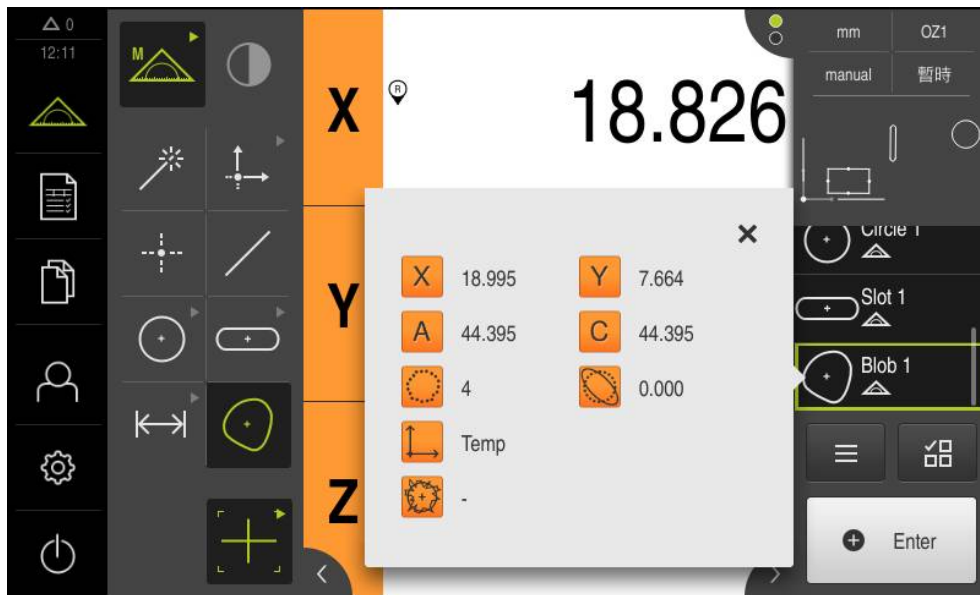 0
12:11
M
X
R
18.826
mm
OZ1
manual
暫時
X 18.995 Y 7.664
A 44.395 C 44.395
4 0.000
Temp
-
Y
Z
Circle 1
Slot 1
Blob 1
Enter